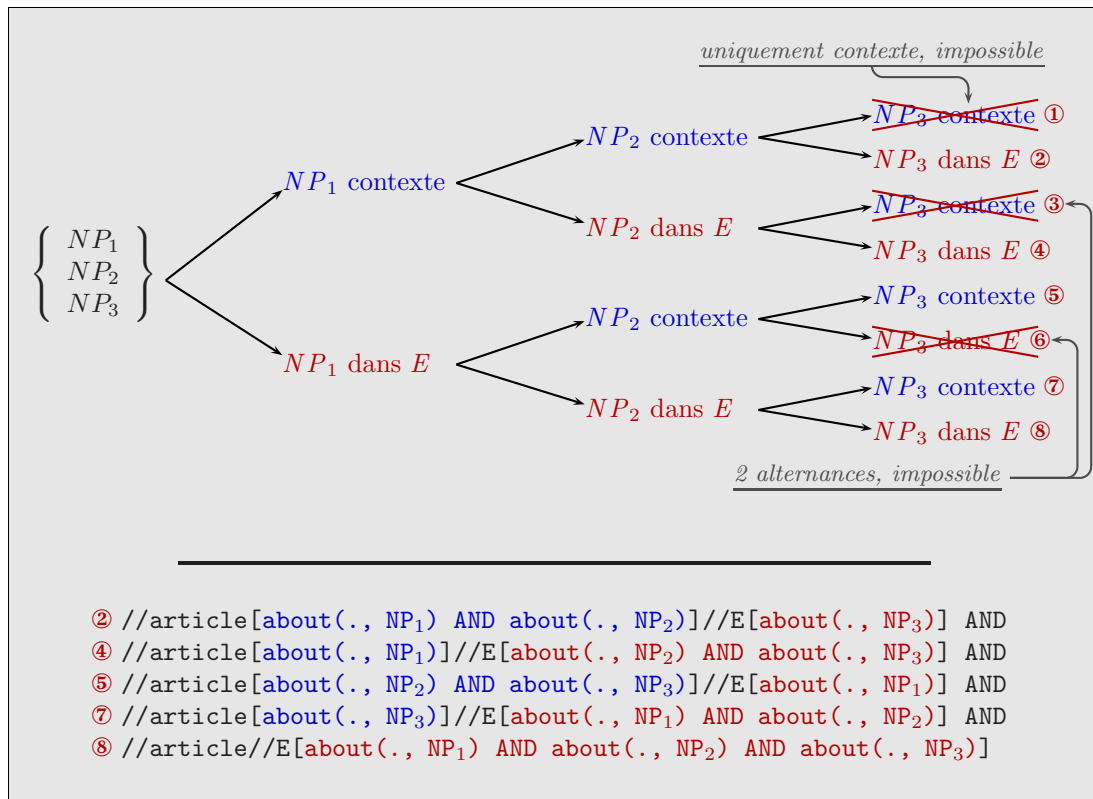 uniquement contexte, impossible
NP₃ contexte ①
NP₂ contexte
NP₃ dans E ②
NP₁ contexte
NP₃ contexte ③
NP₂ dans E
NP₃ dans E ④
NP₁
NP₂
NP₃
NP₃ contexte ⑤
NP₂ contexte
NP₃ dans E ⑥
NP₁ dans E
NP₃ contexte ⑦
NP₂ dans E
NP₃ dans E ⑧
2 alternances, impossible
② //article[about(., NP₁) AND about(., NP₂)]//E[about(., NP₃)] AND
④ //article[about(., NP₁)]//E[about(., NP₂) AND about(., NP₃)] AND
⑤ //article[about(., NP₂) AND about(., NP₃)]//E[about(., NP₁)] AND
⑦ //article[about(., NP₃)]//E[about(., NP₁) AND about(., NP₂)] AND
⑧ //article//E[about(., NP₁) AND about(., NP₂) AND about(., NP₃)]